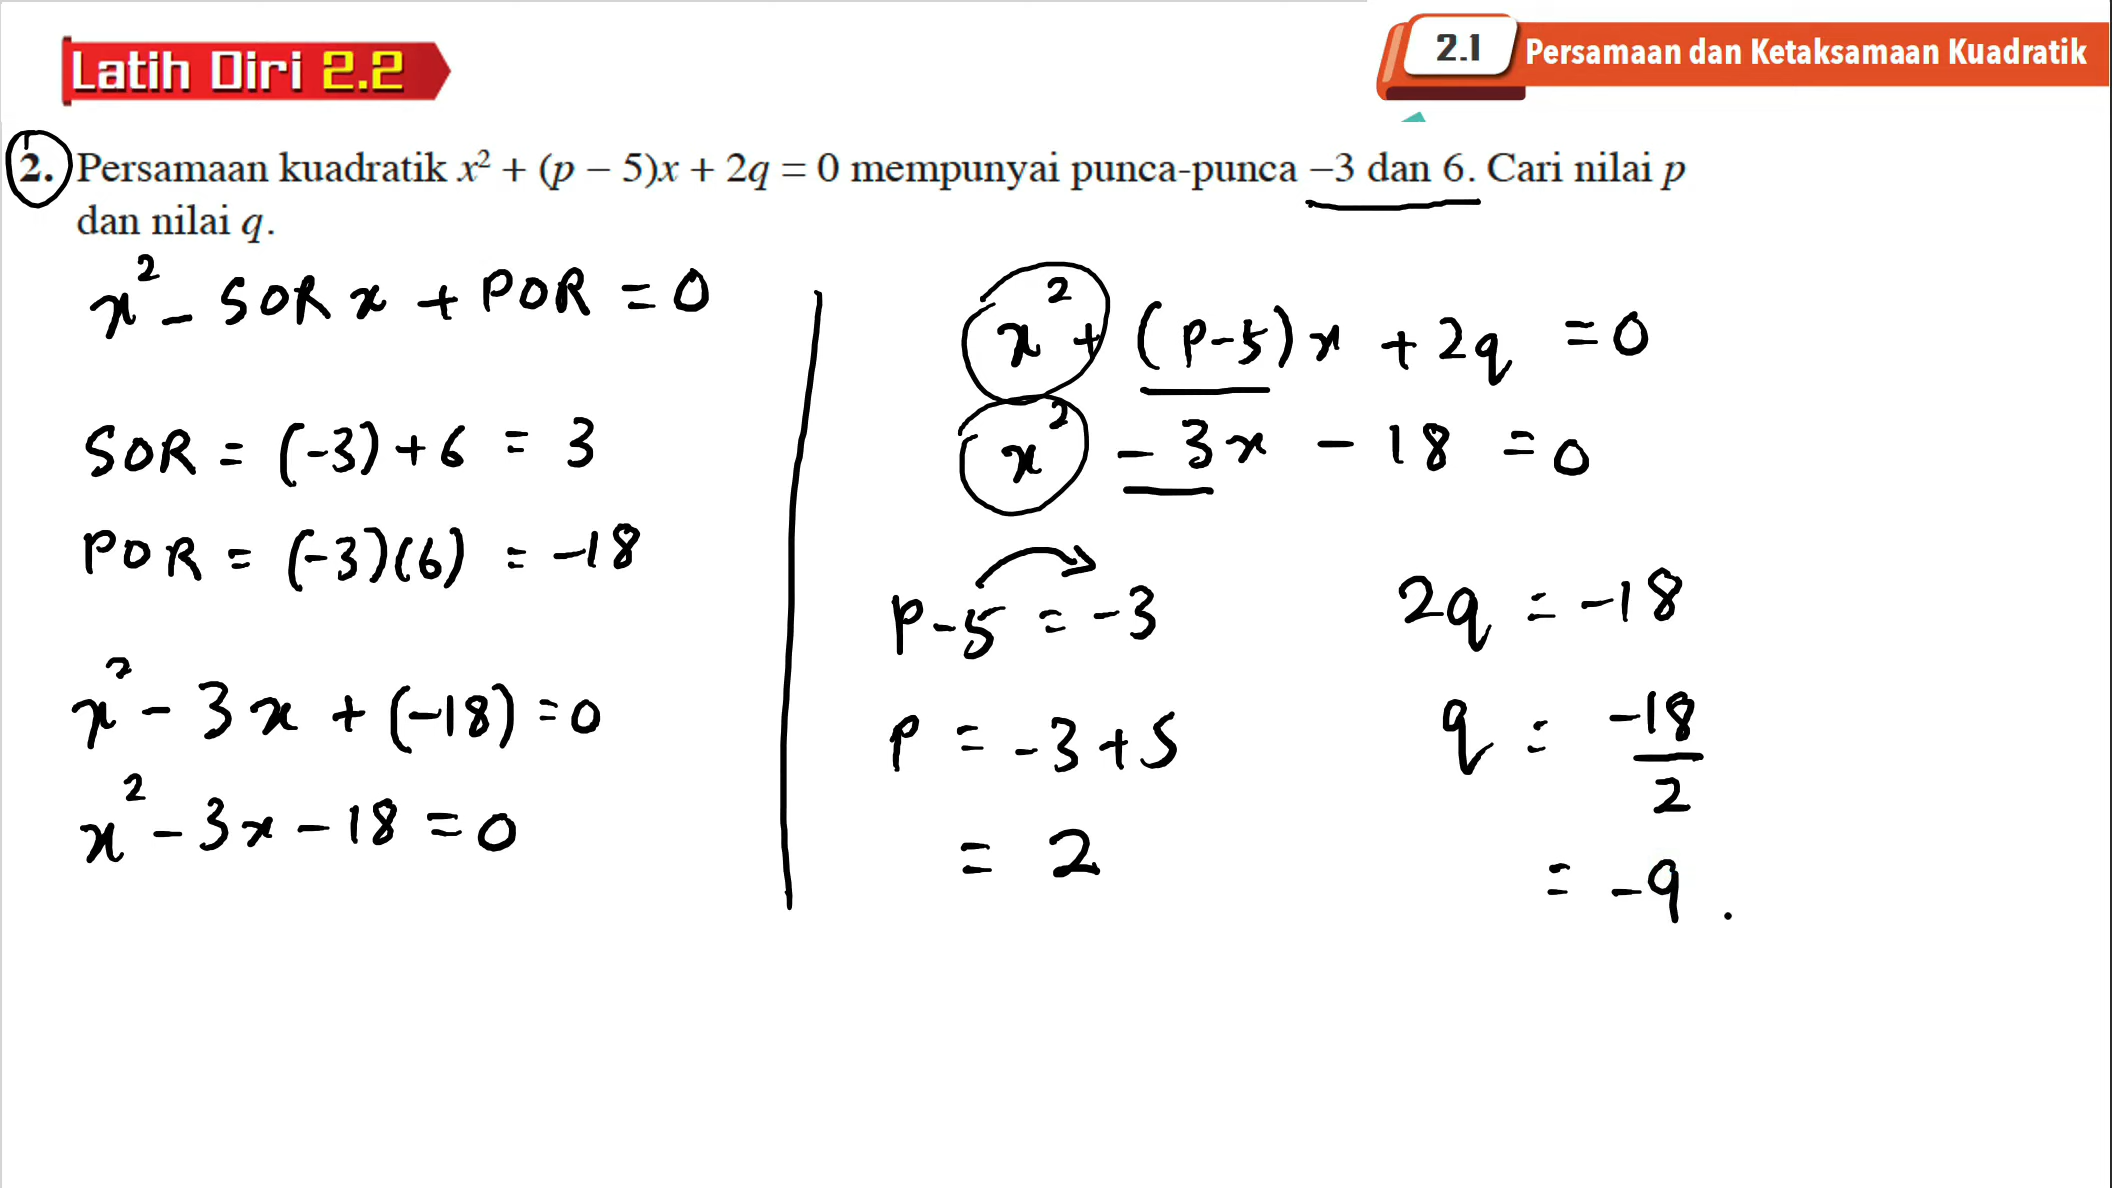 Latih Diri 2.2
2.1 Persamaan dan Ketaksamaan Kuadratik
2. Persamaan kuadratik x² + (p – 5)x + 2q = 0 mempunyai punca-punca –3 dan 6. Cari nilai p
dan nilai q.
x² - SOR x + POR = 0
SOR = (-3) + 6 = 3
POR = (-3)(6) = -18
x² - 3x + (-18) = 0
x² - 3x - 18 = 0
x² + (p-5)x + 2q = 0
x² - 3x - 18 = 0
p-5 = -3
p = -3+5
= 2
2q = -18
q = -18/2
= -9.